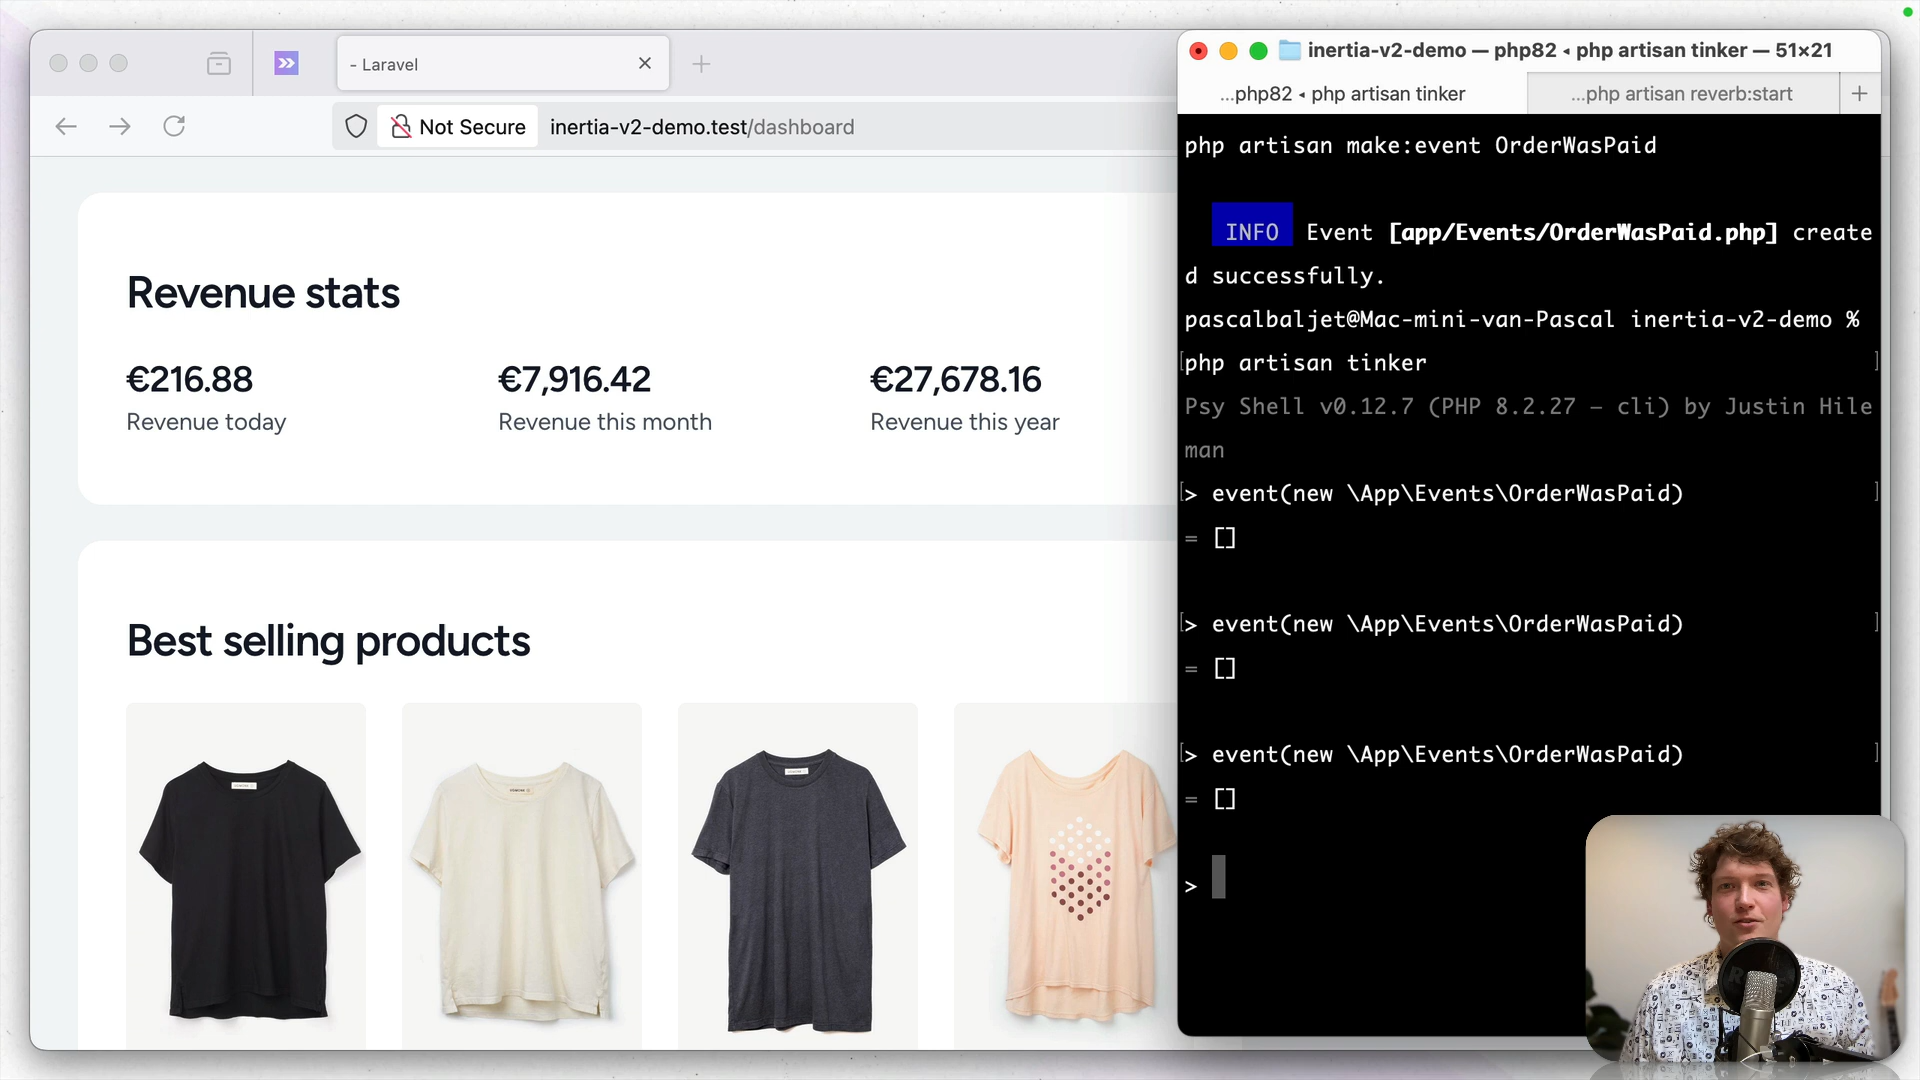 - Laravel
Not Secure
inertia-v2-demo.test/dashboard
Revenue stats
€216.88
Revenue today
€7,916.42
Revenue this month
€27,678.16
Revenue this year
Best selling products
inertia-v2-demo — php82 ◂ php artisan tinker — 51×21
...php82 ◂ php artisan tinker
...php artisan reverb:start
php artisan make:event OrderWasPaid
INFO Event [app/Events/OrderWasPaid.php] create
d successfully.
pascalbaljet@Mac-mini-van-Pascal inertia-v2-demo %
[php artisan tinker ]
Psy Shell v0.12.7 (PHP 8.2.27 — cli) by Justin Hile
man
[> event(new \App\Events\OrderWasPaid) ]
= []
[> event(new \App\Events\OrderWasPaid) ]
= []
[> event(new \App\Events\OrderWasPaid) ]
= []
>